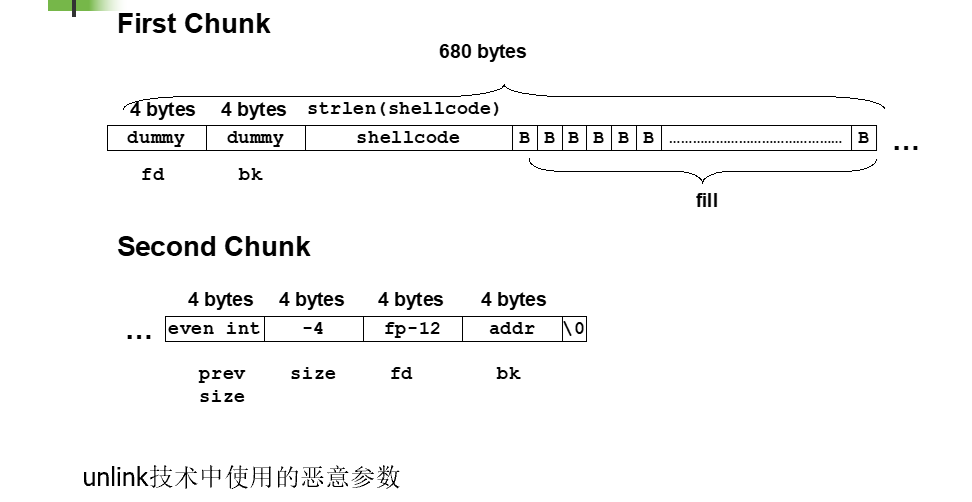 First Chunk
680 bytes
4 bytes 4 bytes strlen(shellcode)
dummy dummy shellcode B B B B B B ............................................ B ...
fd bk
fill
Second Chunk
4 bytes 4 bytes 4 bytes 4 bytes
... even int -4 fp-12 addr \0
prev size fd bk
size
unlink技术中使用的恶意参数